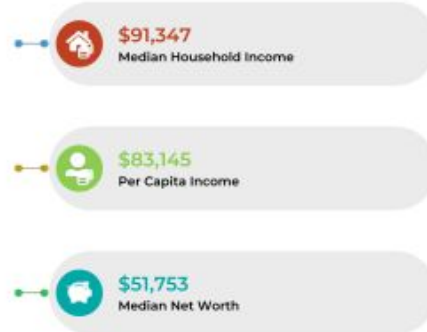 $91,347
Median Household Income
$83,145
Per Capita Income
$51,753
Median Net Worth